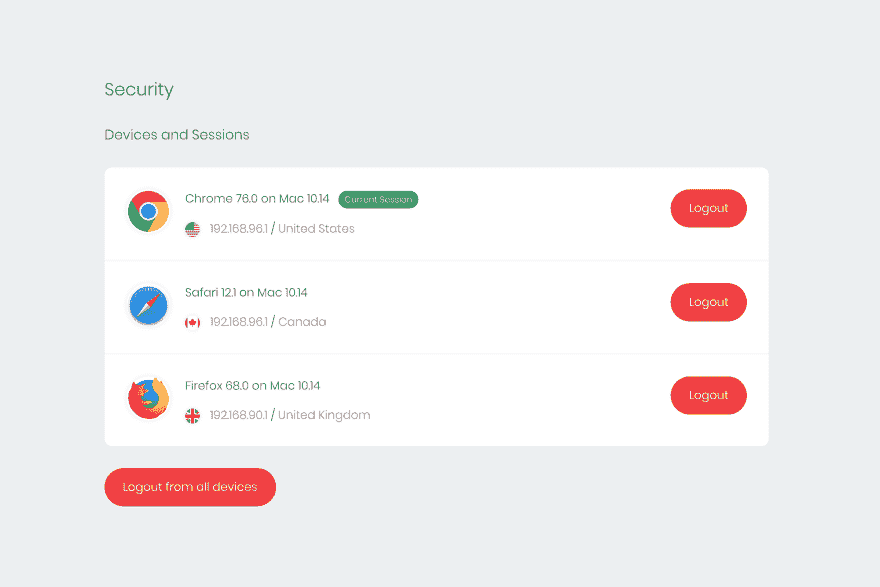 Security
Devices and Sessions
Chrome 76.0 on Mac 10.14 Current Session
192.168.96.1 / United States
Logout
Safari 12.1 on Mac 10.14
192.168.96.1 / Canada
Logout
Firefox 68.0 on Mac 10.14
192.168.90.1 / United Kingdom
Logout
Logout from all devices